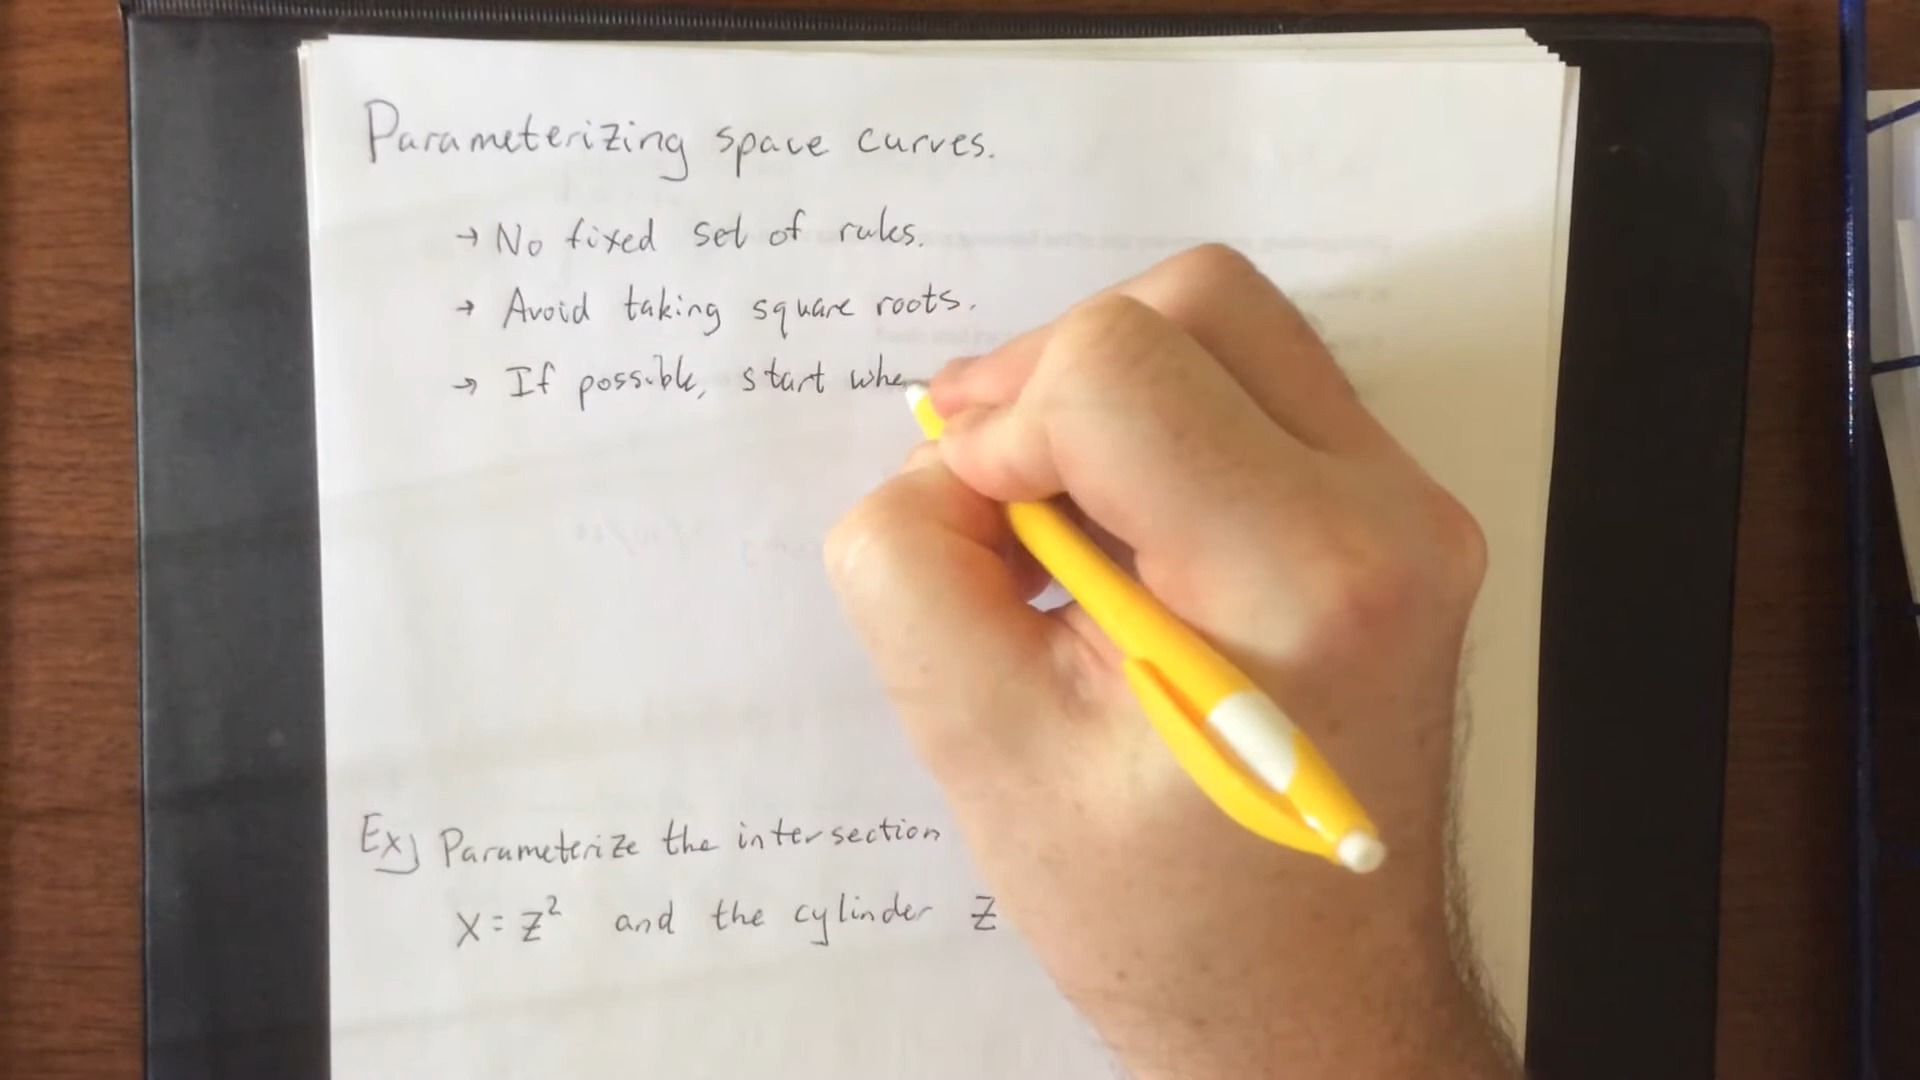 Parameterizing space curves.
→ No fixed set of rules.
→ Avoid taking square roots.
→ If possible, start whe
Ex) Parameterize the intersection
x = z² and the cylinder z